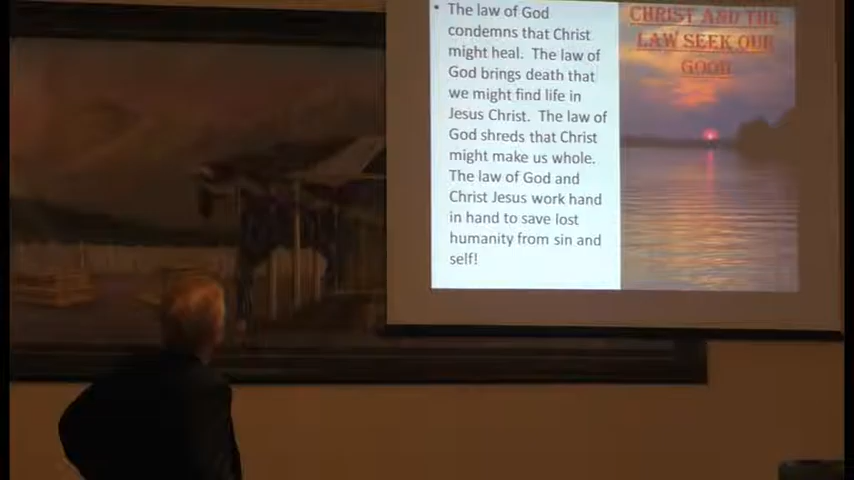 • The law of God
condemns that Christ
might heal. The law of
God brings death that
we might find life in
Jesus Christ. The law of
God shreds that Christ
might make us whole.
The law of God and
Christ Jesus work hand
in hand to save lost
humanity from sin and
self!
CHRIST AND THE
LAW SEEK OUR
GOOD